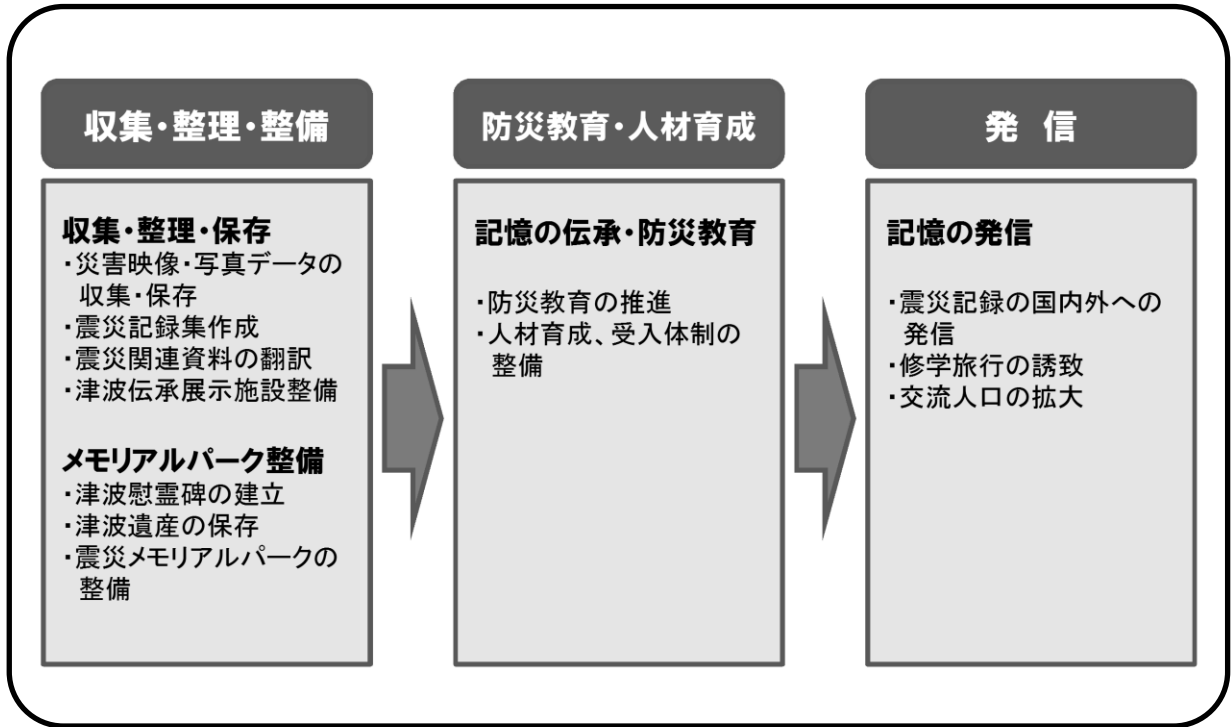 収集・整理・整備
収集・整理・保存
・災害映像・写真データの
収集・保存
・震災記録集作成
・震災関連資料の翻訳
・津波伝承展示施設整備
メモリアルパーク整備
・津波慰霊碑の建立
・津波遺産の保存
・震災メモリアルパークの
整備
防災教育・人材育成
記憶の伝承・防災教育
・防災教育の推進
・人材育成、受入体制の
整備
発 信
記憶の発信
・震災記録の国内外への
発信
・修学旅行の誘致
・交流人口の拡大